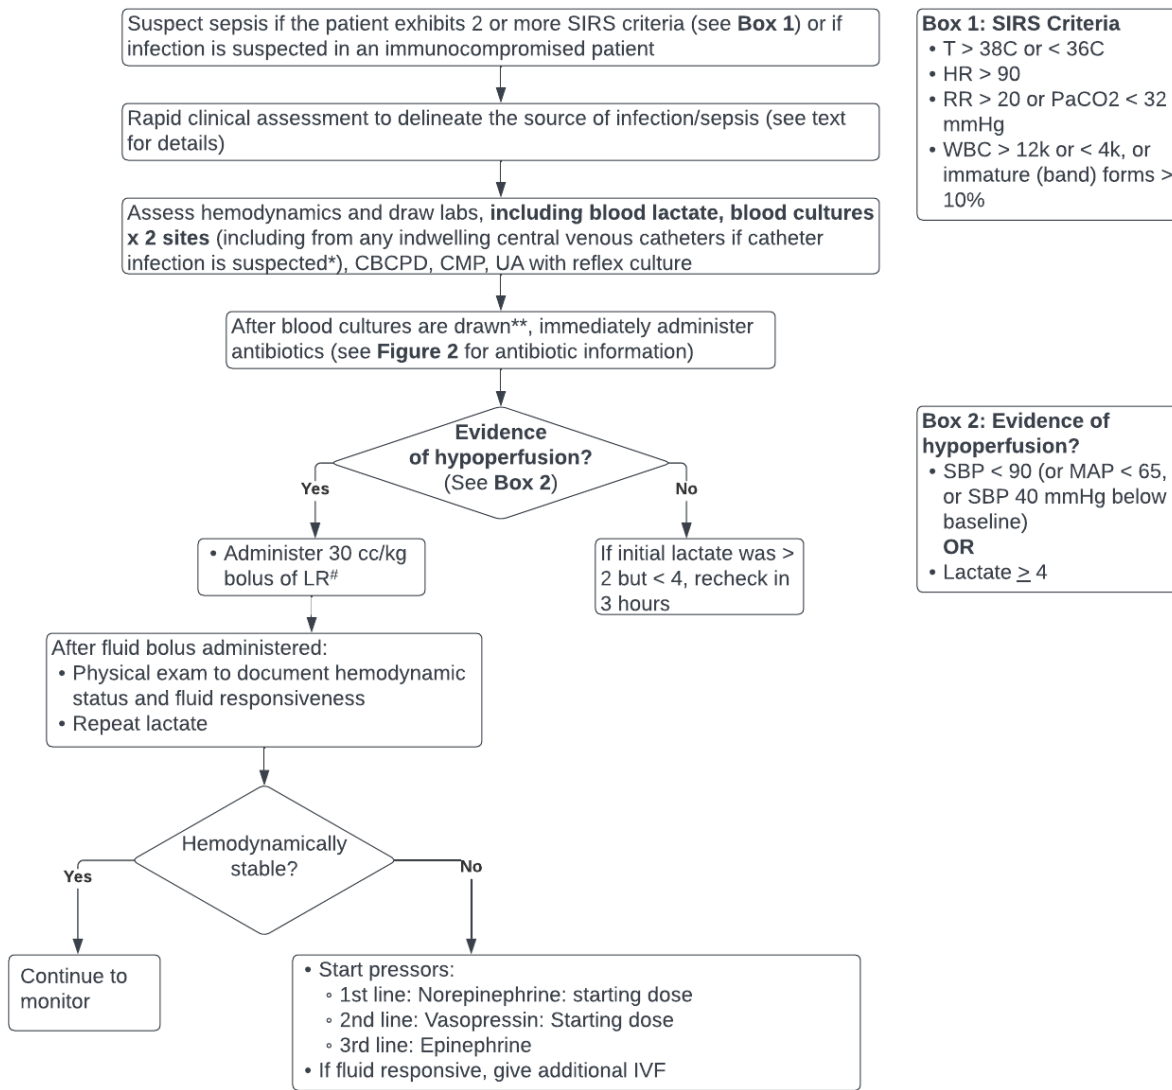 Suspect sepsis if the patient exhibits 2 or more SIRS criteria (see Box 1) or if
infection is suspected in an immunocompromised patient
Rapid clinical assessment to delineate the source of infection/sepsis (see text
for details)
Assess hemodynamics and draw labs, including blood lactate, blood cultures
x 2 sites (including from any indwelling central venous catheters if catheter
infection is suspected*), CBCPD, CMP, UA with reflex culture
After blood cultures are drawn**, immediately administer
antibiotics (see Figure 2 for antibiotic information)
Evidence
of hypoperfusion?
(See Box 2)
Yes
No
• Administer 30 cc/kg
bolus of LR#
If initial lactate was >
2 but < 4, recheck in
3 hours
After fluid bolus administered:
• Physical exam to document hemodynamic
status and fluid responsiveness
• Repeat lactate
Hemodynamically
stable?
Yes
No
Continue to
monitor
• Start pressors:
◦ 1st line: Norepinephrine: starting dose
◦ 2nd line: Vasopressin: Starting dose
◦ 3rd line: Epinephrine
• If fluid responsive, give additional IVF
Box 1: SIRS Criteria
• T > 38C or < 36C
• HR > 90
• RR > 20 or PaCO2 < 32
mmHg
• WBC > 12k or < 4k, or
immature (band) forms >
10%
Box 2: Evidence of
hypoperfusion?
• SBP < 90 (or MAP < 65,
or SBP 40 mmHg below
baseline)
OR
• Lactate ≥ 4